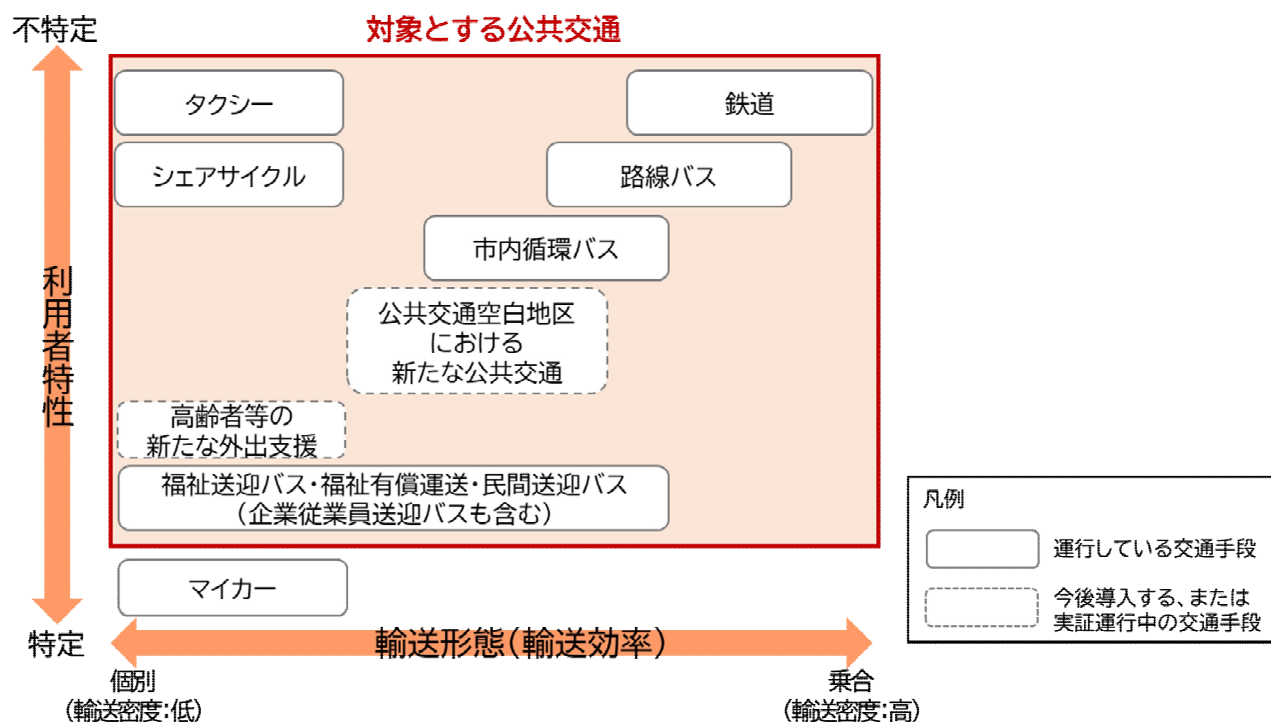 不特定
対象とする公共交通
タクシー
鉄道
シェアサイクル
路線バス
市内循環バス
公共交通空白地区
における
新たな公共交通
高齢者等の
新たな外出支援
福祉送迎バス・福祉有償運送・民間送迎バス
（企業従業員送迎バスも含む）
マイカー
利用者特性
特定
輸送形態（輸送効率）
個別
（輸送密度：低）
乗合
（輸送密度：高）
凡例
運行している交通手段
今後導入する、または
実証運行中の交通手段